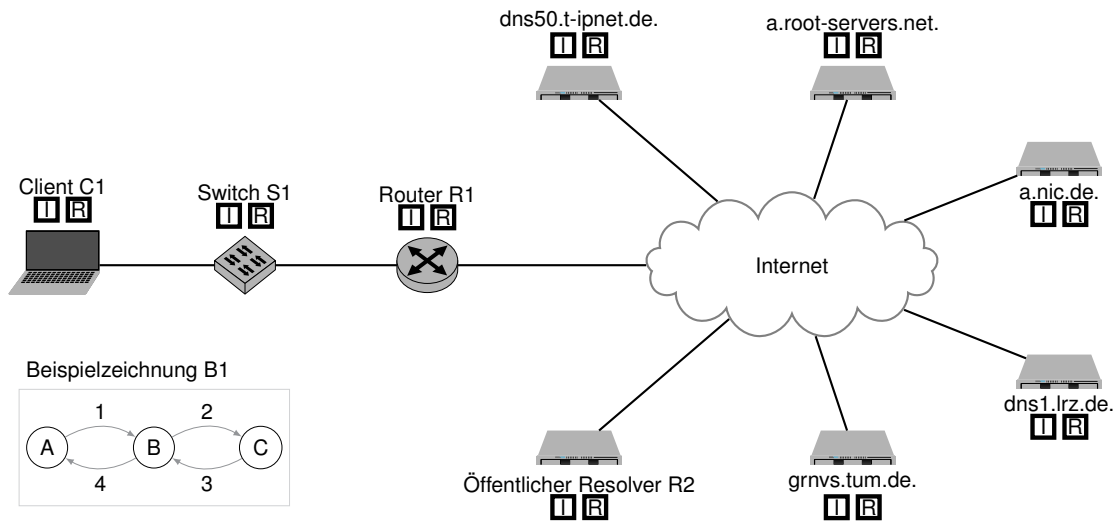 dns50.t-ipnet.de.
I R
a.root-servers.net.
I R
Client C1
I R
Switch S1
I R
Router R1
I R
a.nic.de.
I R
Internet
Beispielzeichnung B1
1 2
A B C
4 3
dns1.lrz.de.
I R
Öffentlicher Resolver R2
I R
grnvs.tum.de.
I R